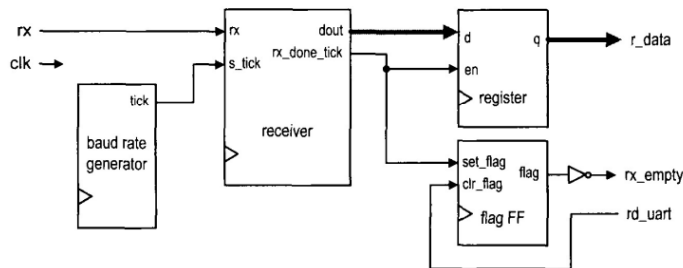 rx
clk
tick
baud rate
generator
rx
dout
rx_done_tick
s_tick
receiver
d
q
en
register
r_data
set_flag
flag
clr_flag
flag FF
rx_empty
rd_uart